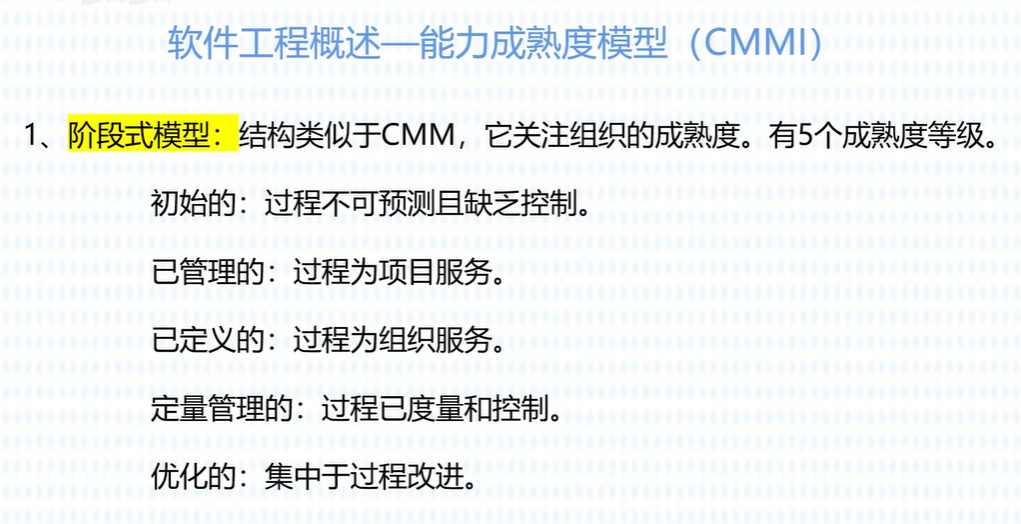 软件工程概述—能力成熟度模型（CMMI）
1、阶段式模型：结构类似于CMM，它关注组织的成熟度。有5个成熟度等级。
初始的：过程不可预测且缺乏控制。
已管理的：过程为项目服务。
已定义的：过程为组织服务。
定量管理的：过程已度量和控制。
优化的：集中于过程改进。